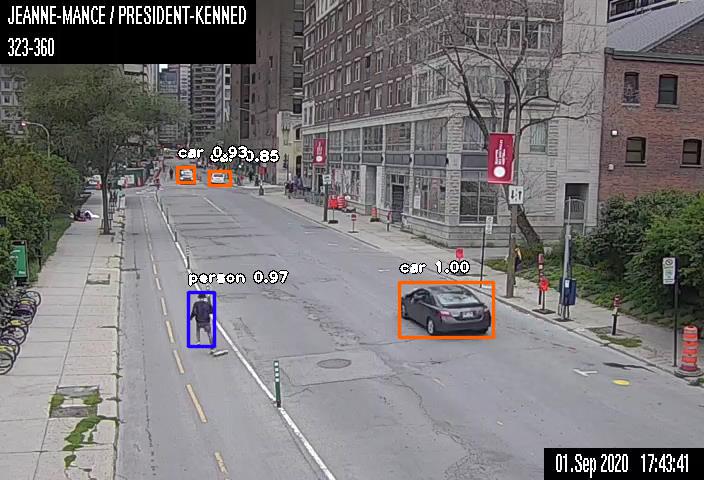 JEANNE-MANCE / PRESIDENT-KENNED
323-360
car 0.93
0.85
person 0.97
car 1.00
01.Sep 2020 17:43:41